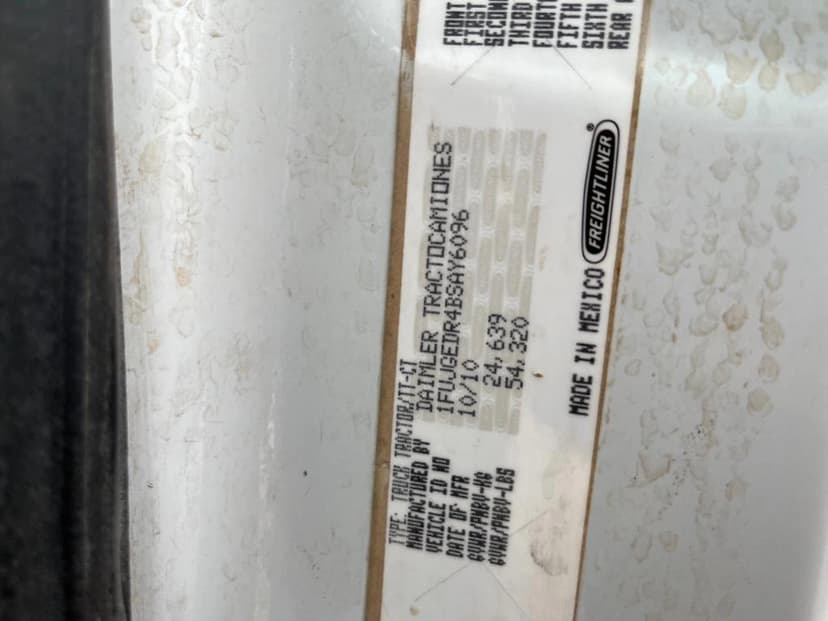 TYPE: TRUCK TRACTOR/TT-CT
MANUFACTURED BY DAIMLER TRACTOCAMIONES
VEHICLE ID NO 1FUJGEDR4BSAY6096
DATE OF MFR 10/10
GVWR/PNBV-KG 24,639
GVWR/PNBV-LBS 54,320
MADE IN MEXICO FREIGHTLINER®
FRONT
FIRST
SECOND
THIRD
FOURTH
FIFTH
SIXTH
REAR